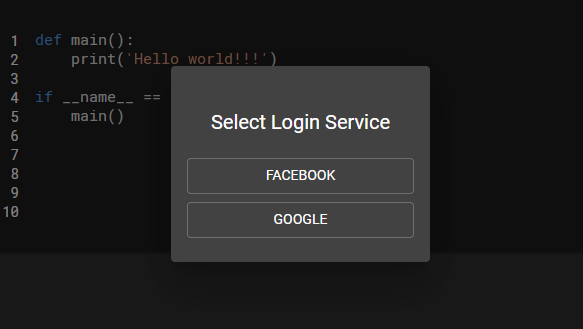 1 def main():
2     print('Hello world!!!')
3
4 if __name__ ==
5     main()
6
7
8
9
10
Select Login Service
FACEBOOK
GOOGLE